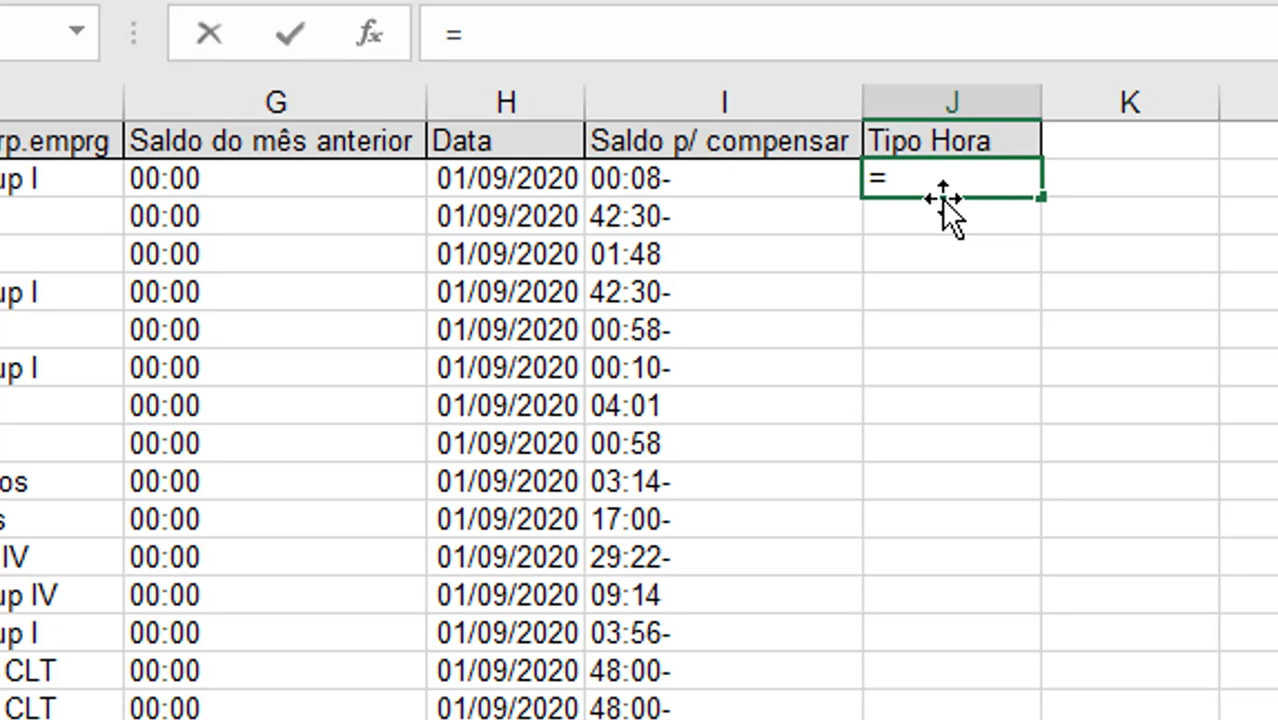 fx =
G H I J K
rp.emprg Saldo do mês anterior Data Saldo p/ compensar Tipo Hora
up I 00:00 01/09/2020 00:08- =
00:00 01/09/2020 42:30-
00:00 01/09/2020 01:48
up I 00:00 01/09/2020 42:30-
00:00 01/09/2020 00:58-
up I 00:00 01/09/2020 00:10-
00:00 01/09/2020 04:01
00:00 01/09/2020 00:58
os 00:00 01/09/2020 03:14-
s 00:00 01/09/2020 17:00-
IV 00:00 01/09/2020 29:22-
up IV 00:00 01/09/2020 09:14
up I 00:00 01/09/2020 03:56-
CLT 00:00 01/09/2020 48:00-
CLT 00:00 01/09/2020 48:00-